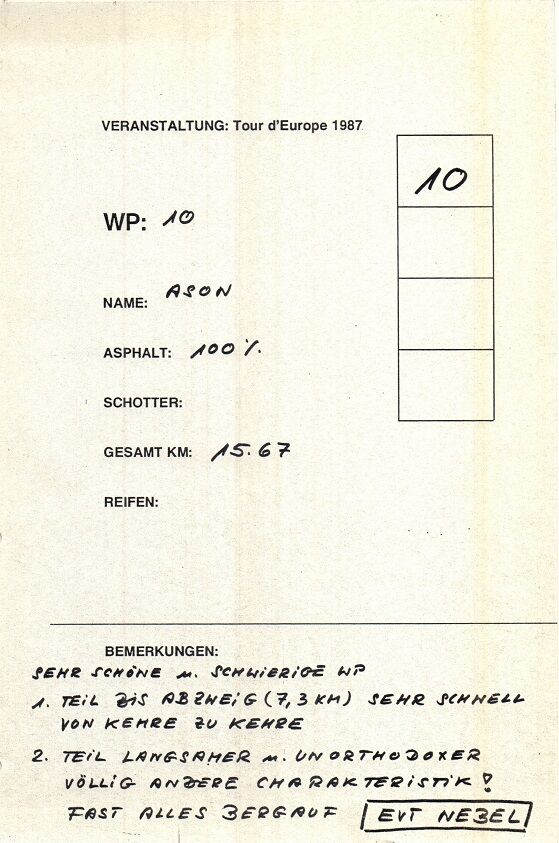 VERANSTALTUNG: Tour d'Europe 1987
10
WP: 10
NAME: ASON
ASPHALT: 100%
SCHOTTER:
GESAMT KM: 15.67
REIFEN:
BEMERKUNGEN:
SEHR SCHÖNE u. SCHWIERIGE WP
1. TEIL BIS ABZWEIG (7,3 KM) SEHR SCHNELL
VON KEHRE ZU KEHRE
2. TEIL LANGSAMER u. UNORTHODOXER
VÖLLIG ANDERE CHARAKTERISTIK!
FAST ALLES BERGAUF EVT NEBEL